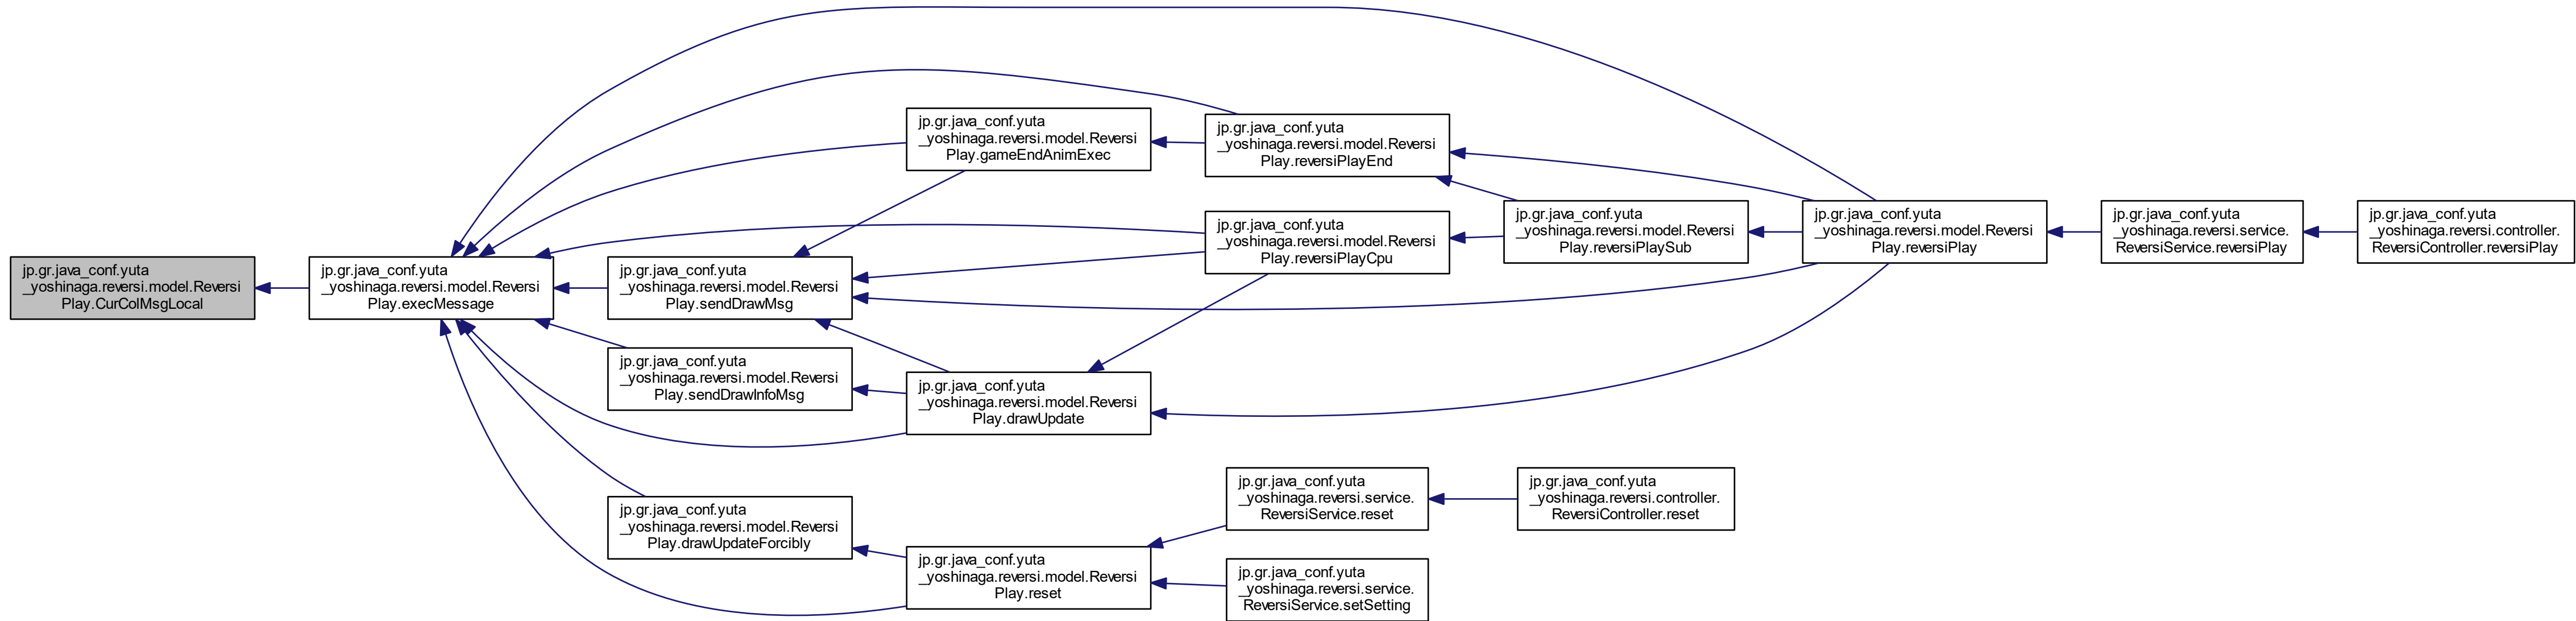 jp.gr.java_conf.yuta
_yoshinaga.reversi.model.Reversi
Play.CurColMsgLocal
jp.gr.java_conf.yuta
_yoshinaga.reversi.model.Reversi
Play.execMessage
jp.gr.java_conf.yuta
_yoshinaga.reversi.model.Reversi
Play.sendDrawMsg
jp.gr.java_conf.yuta
_yoshinaga.reversi.model.Reversi
Play.sendDrawInfoMsg
jp.gr.java_conf.yuta
_yoshinaga.reversi.model.Reversi
Play.drawUpdateForcibly
jp.gr.java_conf.yuta
_yoshinaga.reversi.model.Reversi
Play.gameEndAnimExec
jp.gr.java_conf.yuta
_yoshinaga.reversi.model.Reversi
Play.drawUpdate
jp.gr.java_conf.yuta
_yoshinaga.reversi.model.Reversi
Play.reset
jp.gr.java_conf.yuta
_yoshinaga.reversi.model.Reversi
Play.reversiPlayEnd
jp.gr.java_conf.yuta
_yoshinaga.reversi.model.Reversi
Play.reversiPlayCpu
jp.gr.java_conf.yuta
_yoshinaga.reversi.service.
ReversiService.reset
jp.gr.java_conf.yuta
_yoshinaga.reversi.service.
ReversiService.setSetting
jp.gr.java_conf.yuta
_yoshinaga.reversi.model.Reversi
Play.reversiPlaySub
jp.gr.java_conf.yuta
_yoshinaga.reversi.controller.
ReversiController.reset
jp.gr.java_conf.yuta
_yoshinaga.reversi.model.Reversi
Play.reversiPlay
jp.gr.java_conf.yuta
_yoshinaga.reversi.service.
ReversiService.reversiPlay
jp.gr.java_conf.yuta
_yoshinaga.reversi.controller.
ReversiController.reversiPlay